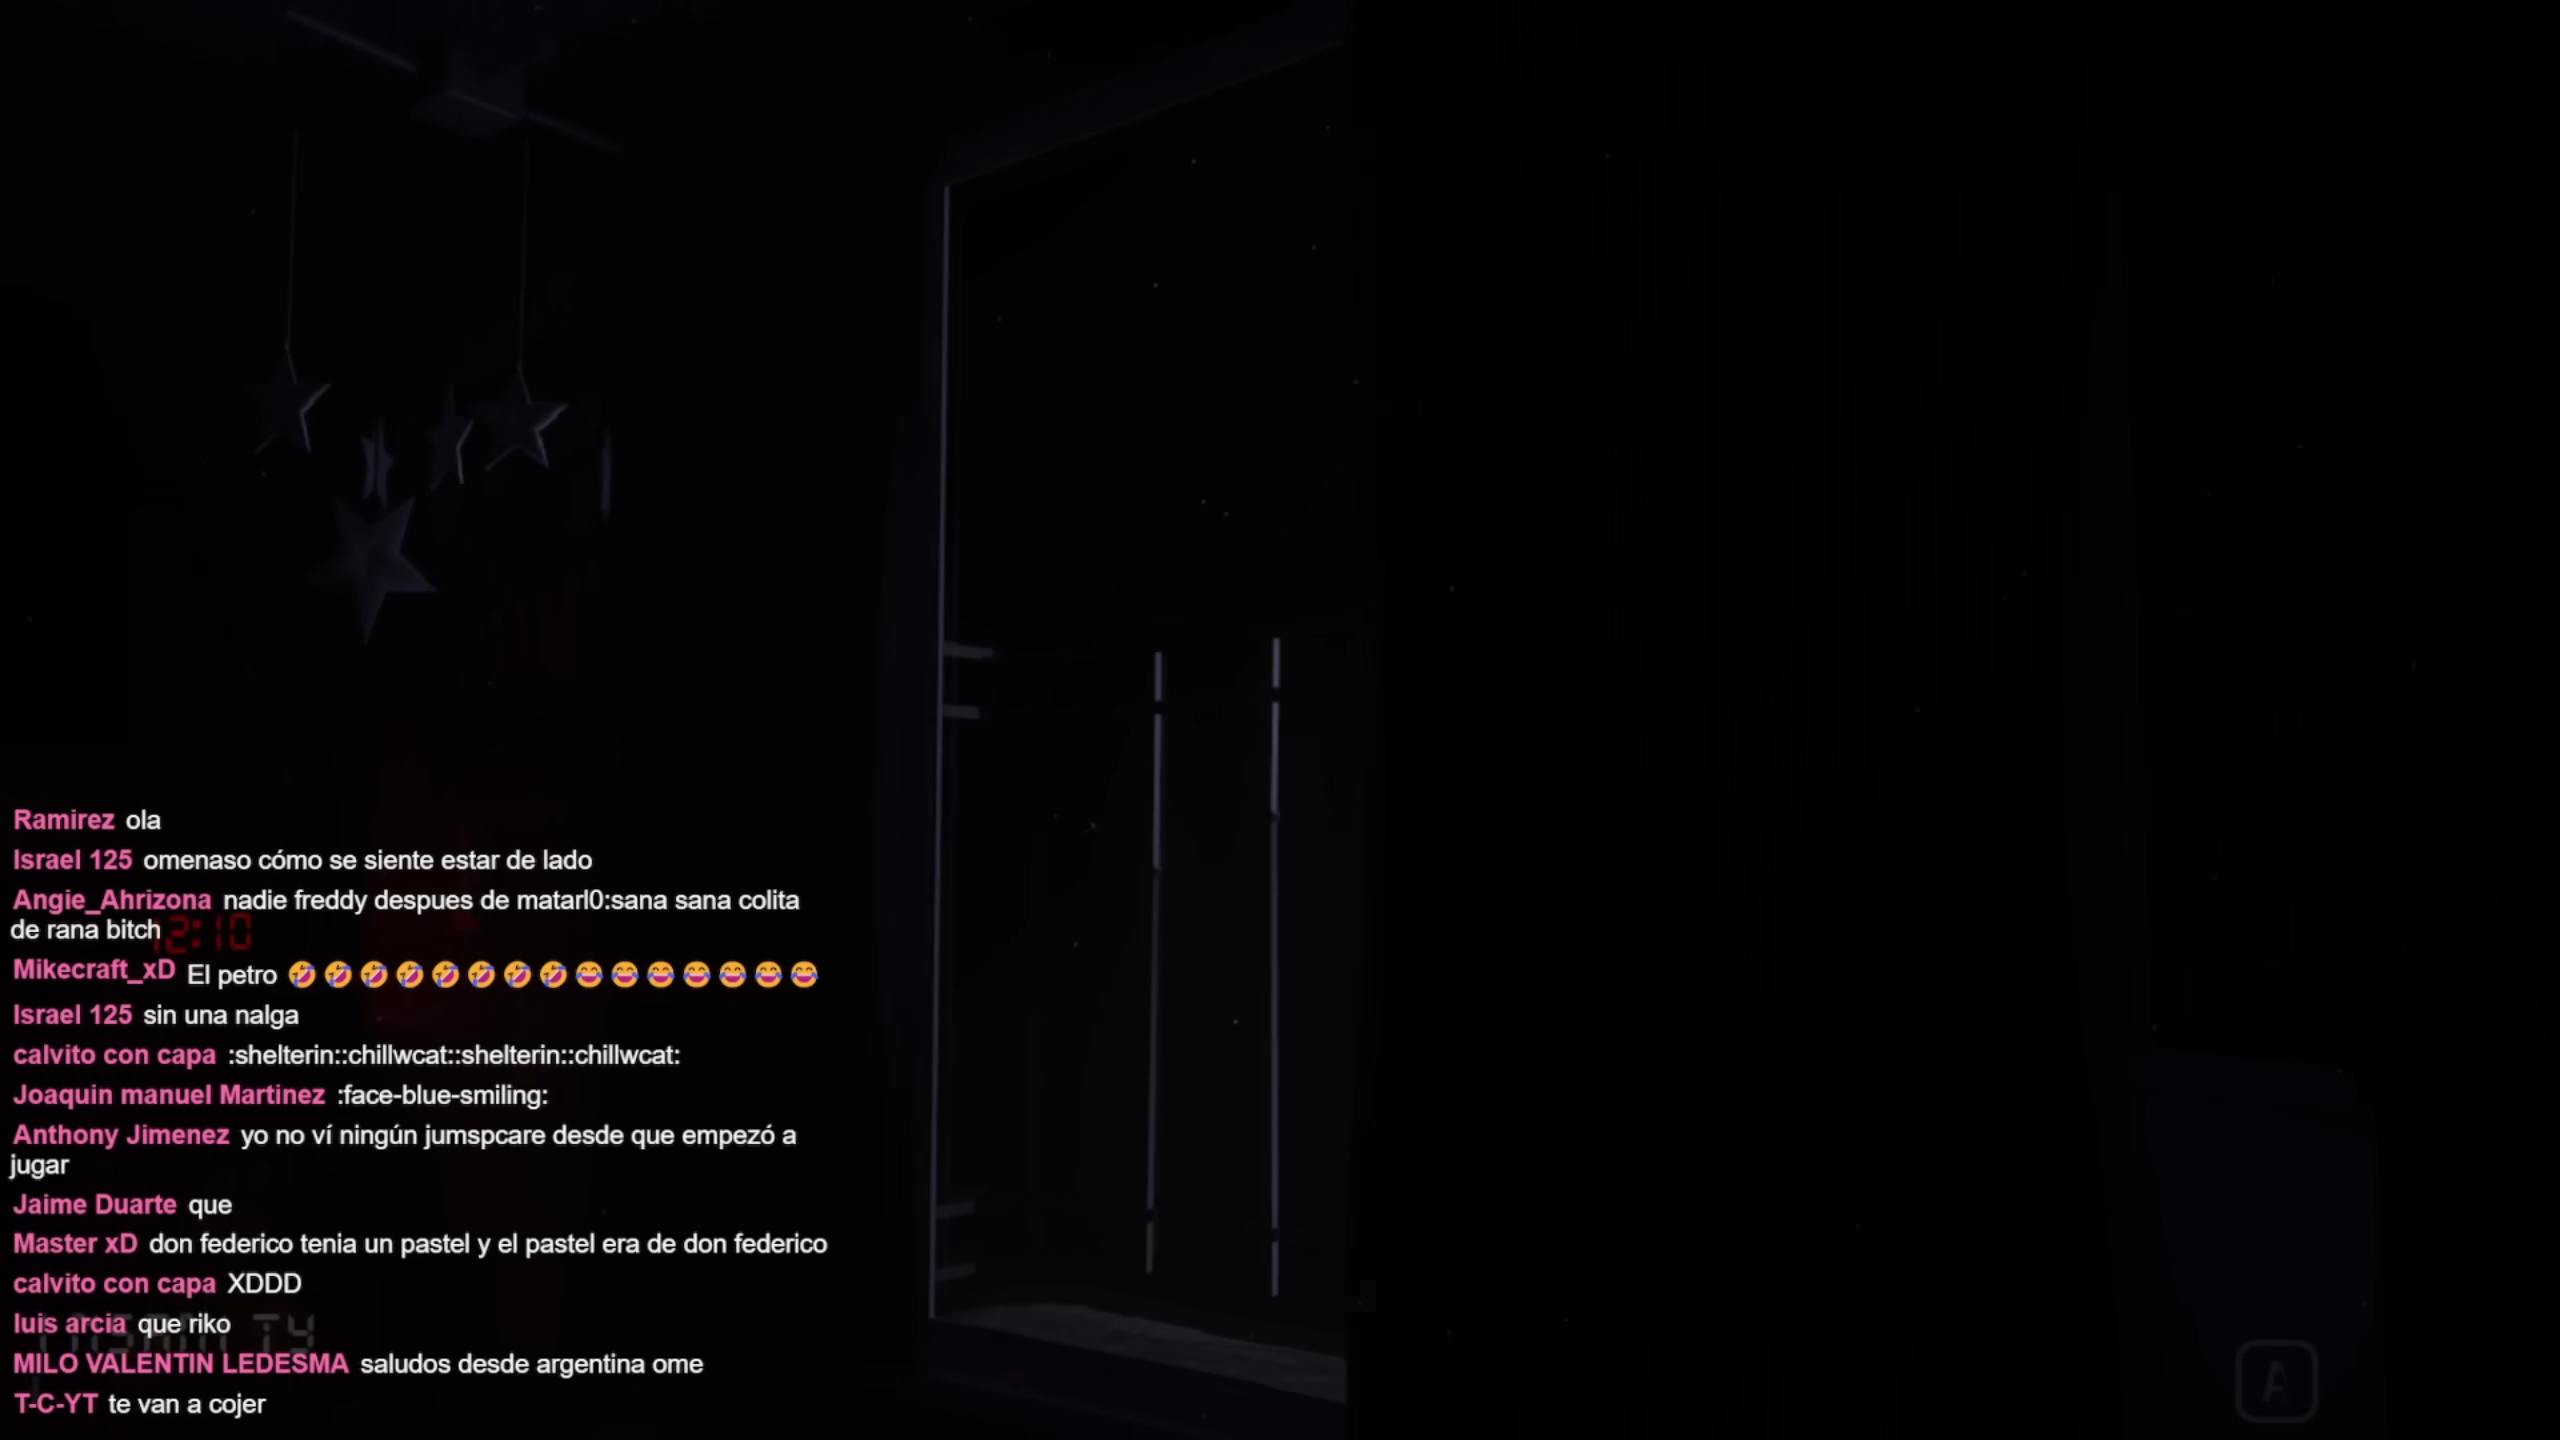 Ramirez ola
Israel 125 omenaso cómo se siente estar de lado
Angie_Ahrizona nadie freddy despues de matarl0:sana sana colita
de rana bitch
12:10
Mikecraft_xD El petro 🤣🤣🤣🤣🤣🤣🤣🤣😂😂😂😂😂😂😂
Israel 125 sin una nalga
calvito con capa :shelterin::chillwcat::shelterin::chillwcat:
Joaquin manuel Martinez :face-blue-smiling:
Anthony Jimenez yo no ví ningún jumspcare desde que empezó a
jugar
Jaime Duarte que
Master xD don federico tenia un pastel y el pastel era de don federico
calvito con capa XDDD
luis arcia que riko
MILO VALENTIN LEDESMA saludos desde argentina ome
T-C-YT te van a cojer
A